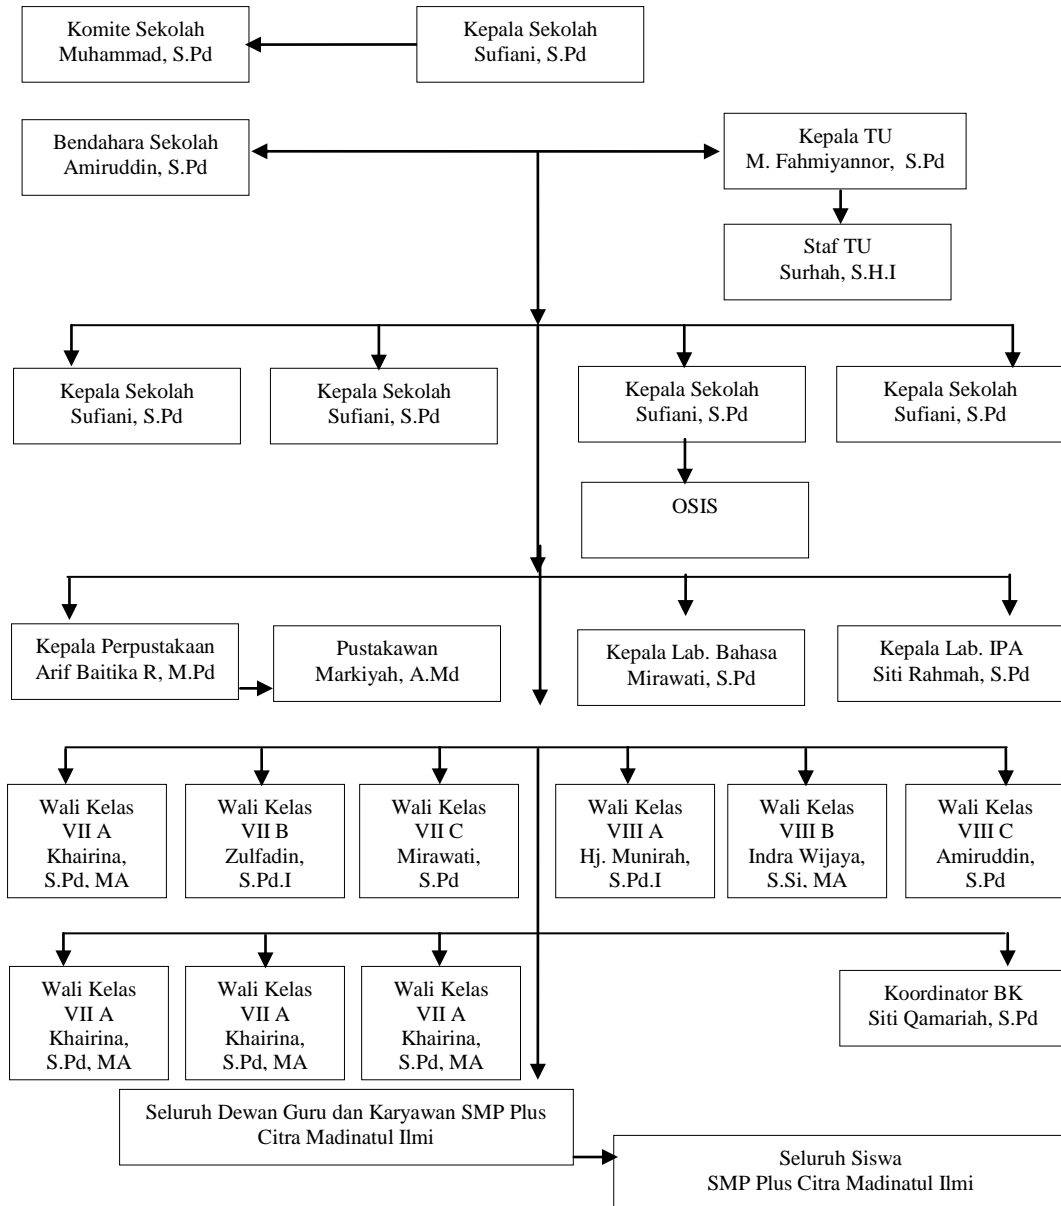 Komite Sekolah
Muhammad, S.Pd
Kepala Sekolah
Sufiani, S.Pd
Bendahara Sekolah
Amiruddin, S.Pd
Kepala TU
M. Fahmiyannor, S.Pd
Staf TU
Surhah, S.H.I
Kepala Sekolah
Sufiani, S.Pd
Kepala Sekolah
Sufiani, S.Pd
Kepala Sekolah
Sufiani, S.Pd
Kepala Sekolah
Sufiani, S.Pd
OSIS
Kepala Perpustakaan
Arif Baitika R, M.Pd
Pustakawan
Markiyah, A.Md
Kepala Lab. Bahasa
Mirawati, S.Pd
Kepala Lab. IPA
Siti Rahmah, S.Pd
Wali Kelas
VII A
Khairina,
S.Pd, MA
Wali Kelas
VII B
Zulfadin,
S.Pd.I
Wali Kelas
VII C
Mirawati,
S.Pd
Wali Kelas
VIII A
Hj. Munirah,
S.Pd.I
Wali Kelas
VIII B
Indra Wijaya,
S.Si, MA
Wali Kelas
VIII C
Amiruddin,
S.Pd
Wali Kelas
VII A
Khairina,
S.Pd, MA
Wali Kelas
VII A
Khairina,
S.Pd, MA
Wali Kelas
VII A
Khairina,
S.Pd, MA
Koordinator BK
Siti Qamariah, S.Pd
Seluruh Dewan Guru dan Karyawan SMP Plus
Citra Madinatul Ilmi
Seluruh Siswa
SMP Plus Citra Madinatul Ilmi